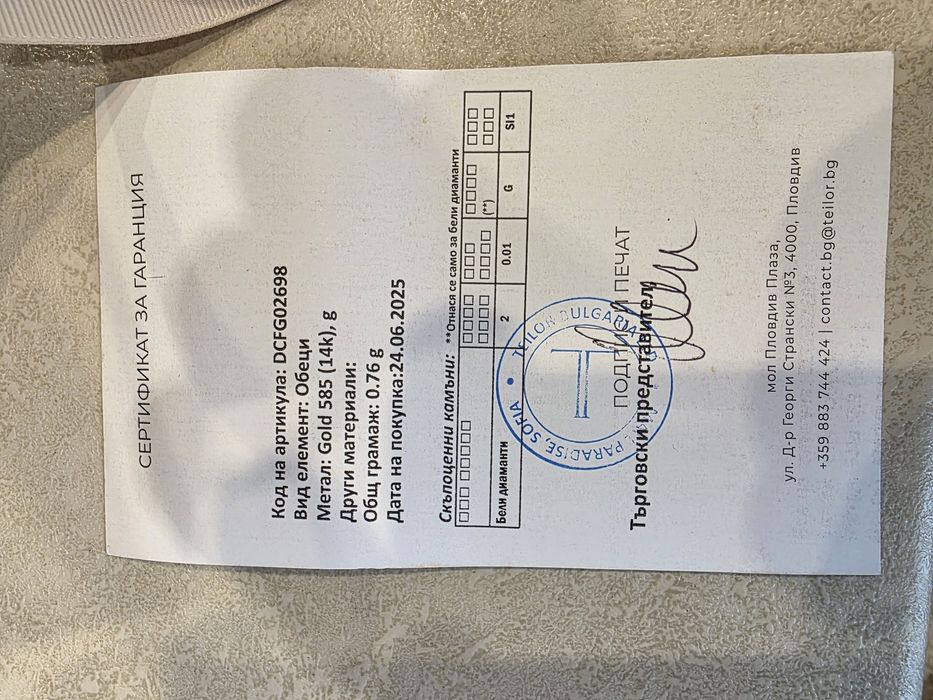 СЕРТИФИКАТ ЗА ГАРАНЦИЯ
Код на артикула: DCFG02698
Вид елемент: Обеци
Метал: Gold 585 (14k), g
Други материали:
Общ грамаж: 0.76 g
Дата на покупка:24.06.2025
Скъпоценни камъни: **Отнася се само за бели диаманти
□□□ □□□□□□ □□□ □□□□ □□□ □□□□ □□□□ (**) □□□ □□□
Бели диаманти 2 0.01 G SI1
TEILOR BULGARIA
PARADISE, SOFIA
T
ПОДПИС И ПЕЧАТ
Търговски представител
мол Пловдив Плаза,
ул. Д-р Георги Странски №3, 4000, Пловдив
+359 883 744 424 | contact.bg@teilor.bg